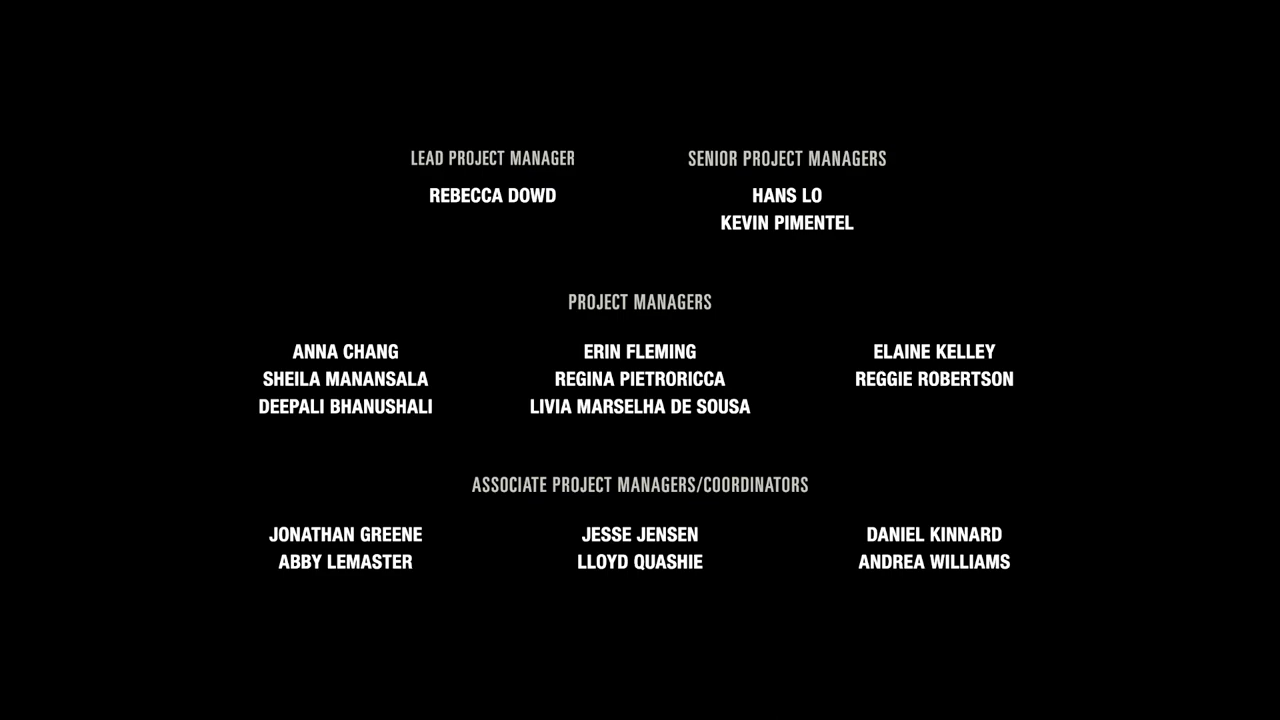 LEAD PROJECT MANAGER
REBECCA DOWD
SENIOR PROJECT MANAGERS
HANS LO
KEVIN PIMENTEL
PROJECT MANAGERS
ANNA CHANG
SHEILA MANANSALA
DEEPALI BHANUSHALI
ERIN FLEMING
REGINA PIETRORICCA
LIVIA MARSELHA DE SOUSA
ELAINE KELLEY
REGGIE ROBERTSON
ASSOCIATE PROJECT MANAGERS/COORDINATORS
JONATHAN GREENE
ABBY LEMASTER
JESSE JENSEN
LLOYD QUASHIE
DANIEL KINNARD
ANDREA WILLIAMS